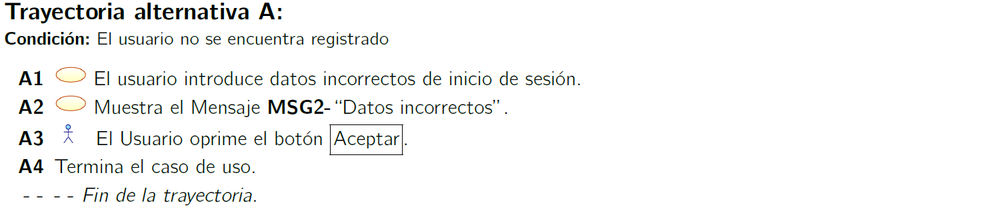 Trayectoria alternativa A:
Condición: El usuario no se encuentra registrado
A1 El usuario introduce datos incorrectos de inicio de sesión.
A2 Muestra el Mensaje MSG2- “Datos incorrectos”.
A3 El Usuario oprime el botón Aceptar.
A4 Termina el caso de uso.
- - - - Fin de la trayectoria.